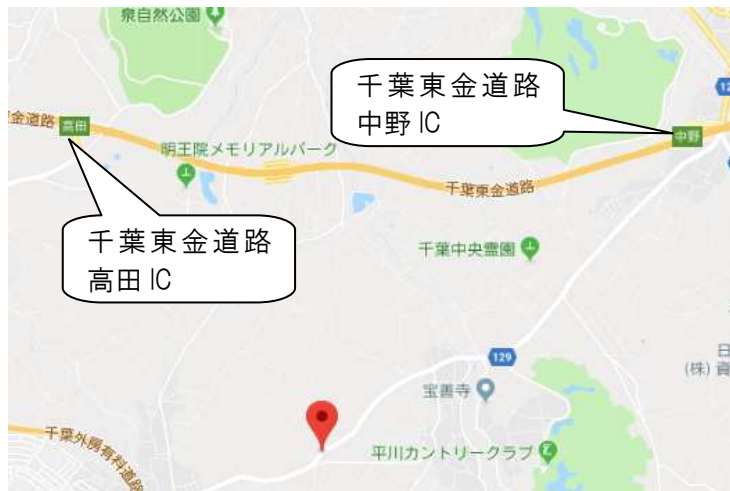 泉自然公園
千葉東金道路
中野IC
12
金道路
高田
中野
明王院メモリアルパーク
千葉東金道路
千葉東金道路
高田IC
千葉中央霊園
129
日
(株) 資
宝善寺
千葉外房有料道路
平川カントリークラブ